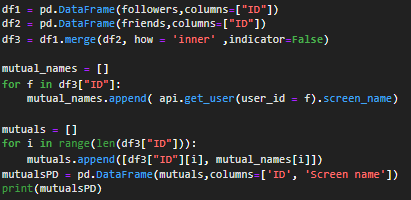 df1 = pd.DataFrame(followers,columns=["ID"])
df2 = pd.DataFrame(friends,columns=["ID"])
df3 = df1.merge(df2, how = 'inner' ,indicator=False)
mutual_names = []
for f in df3["ID"]:
    mutual_names.append( api.get_user(user_id = f).screen_name)
mutuals = []
for i in range(len(df3["ID"])):
    mutuals.append([df3["ID"][i], mutual_names[i]])
mutualsPD = pd.DataFrame(mutuals,columns=['ID', 'Screen name'])
print(mutualsPD)